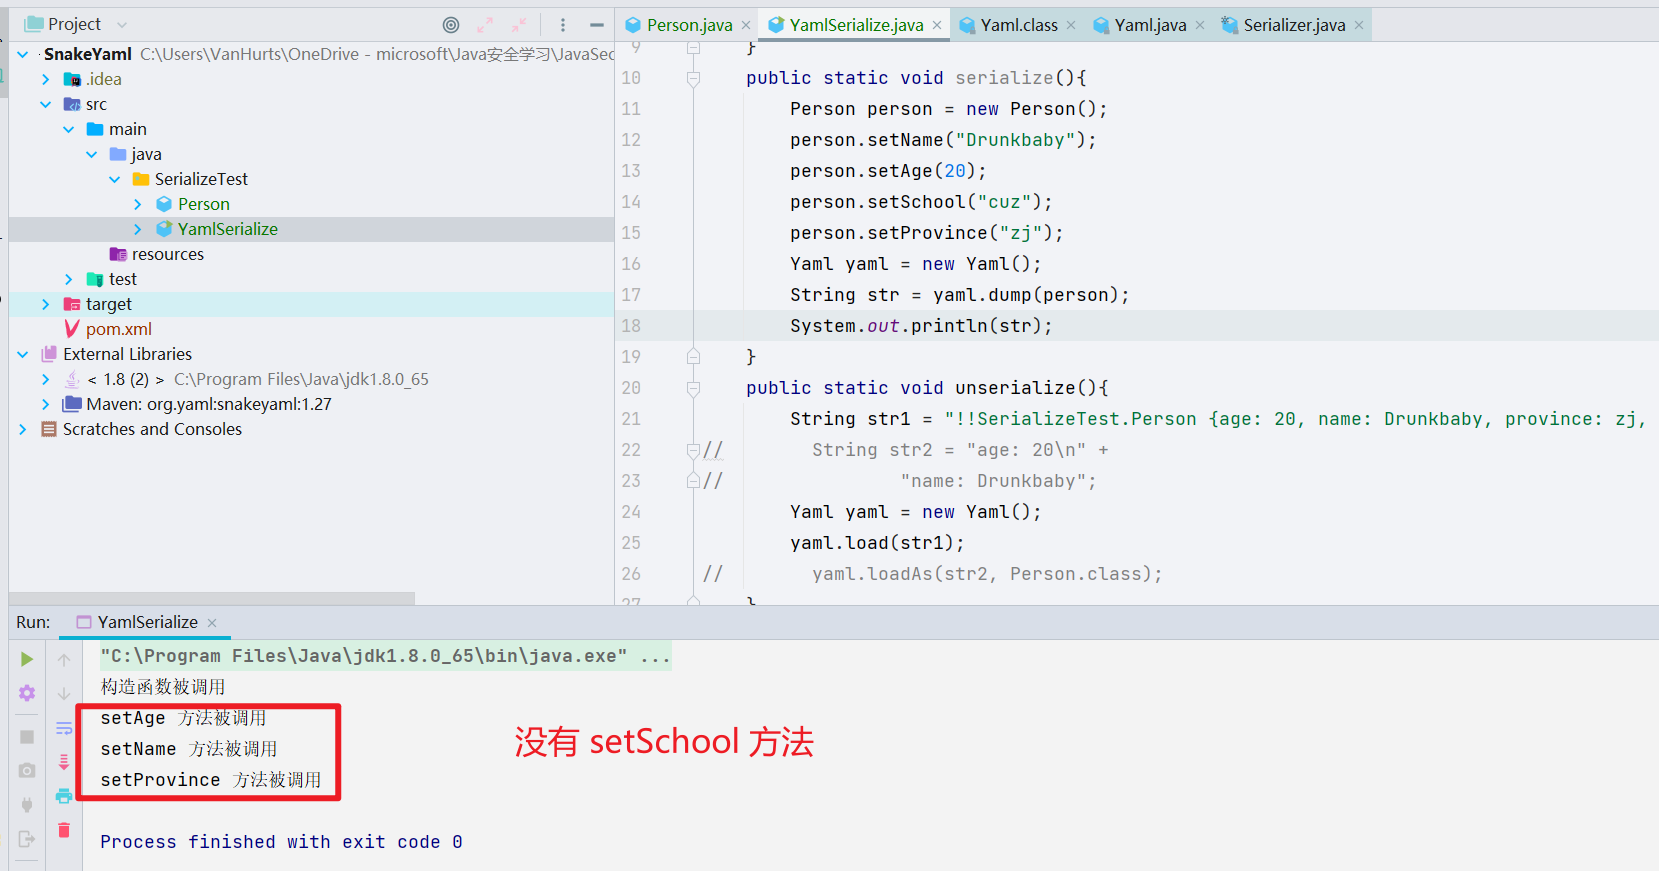 Project
SnakeYaml C:\Users\VanHurts\OneDrive - microsoft\Java安全学习\JavaSec
.idea
src
main
java
SerializeTest
Person
YamlSerialize
resources
test
target
pom.xml
External Libraries
< 1.8 (2) > C:\Program Files\Java\jdk1.8.0_65
Maven: org.yaml:snakeyaml:1.27
Scratches and Consoles
Person.java YamlSerialize.java Yaml.class Yaml.java Serializer.java
9 }
10 public static void serialize(){
11 Person person = new Person();
12 person.setName("Drunkbaby");
13 person.setAge(20);
14 person.setSchool("cuz");
15 person.setProvince("zj");
16 Yaml yaml = new Yaml();
17 String str = yaml.dump(person);
18 System.out.println(str);
19 }
20 public static void unserialize(){
21 String str1 = "!!SerializeTest.Person {age: 20, name: Drunkbaby, province: zj,
22 // String str2 = "age: 20\n" +
23 // "name: Drunkbaby";
24 Yaml yaml = new Yaml();
25 yaml.load(str1);
26 // yaml.loadAs(str2, Person.class);
27 }
Run: YamlSerialize
"C:\Program Files\Java\jdk1.8.0_65\bin\java.exe" ...
构造函数被调用
setAge 方法被调用
setName 方法被调用
setProvince 方法被调用
没有 setSchool 方法
Process finished with exit code 0